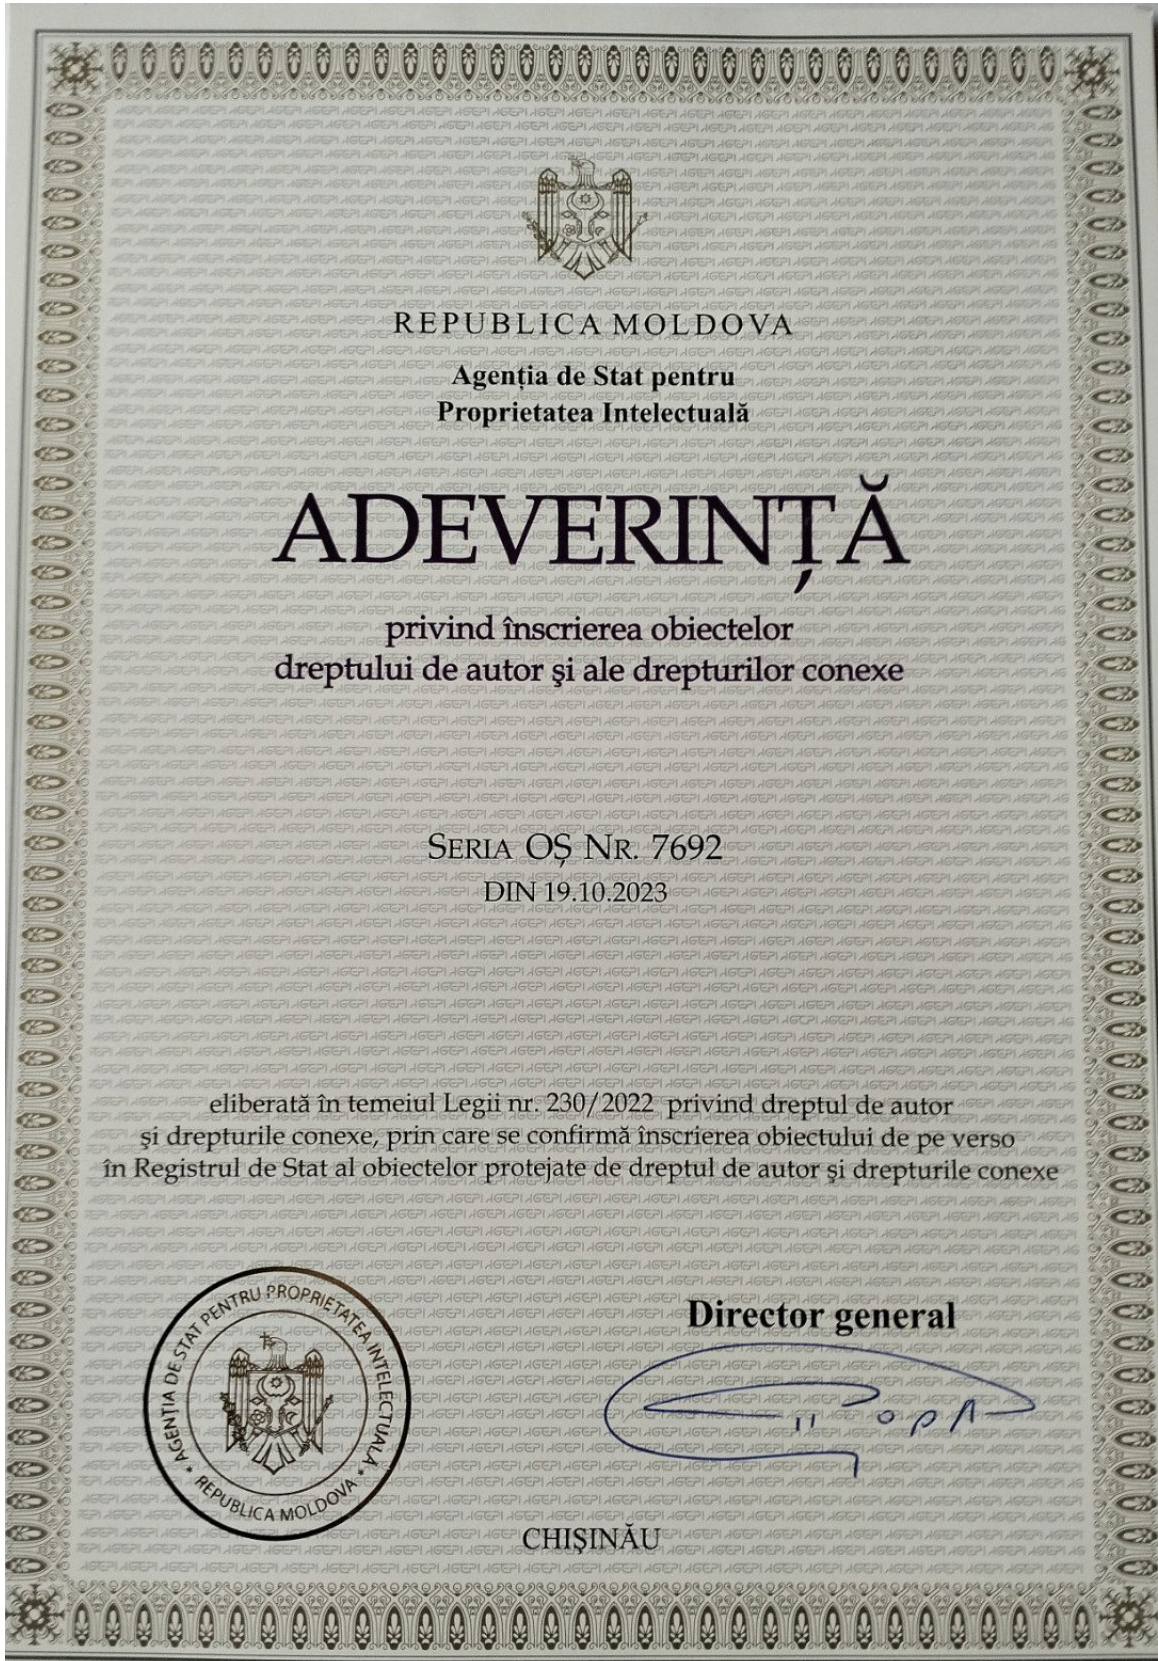 REPUBLICA MOLDOVA
Agenția de Stat pentru
Proprietatea Intelectuală
ADEVERINȚĂ
privind înscrierea obiectelor
dreptului de autor şi ale drepturilor conexe
SERIA OȘ NR. 7692
DIN 19.10.2023
eliberată în temeiul Legii nr. 230/2022 privind dreptul de autor
şi drepturile conexe, prin care se confirmă înscrierea obiectului de pe verso
în Registrul de Stat al obiectelor protejate de dreptul de autor şi drepturile conexe
Director general
AGENȚIA DE STAT PENTRU PROPRIETATEA INTELECTUALĂ
REPUBLICA MOLDOVA
CHIŞINĂU